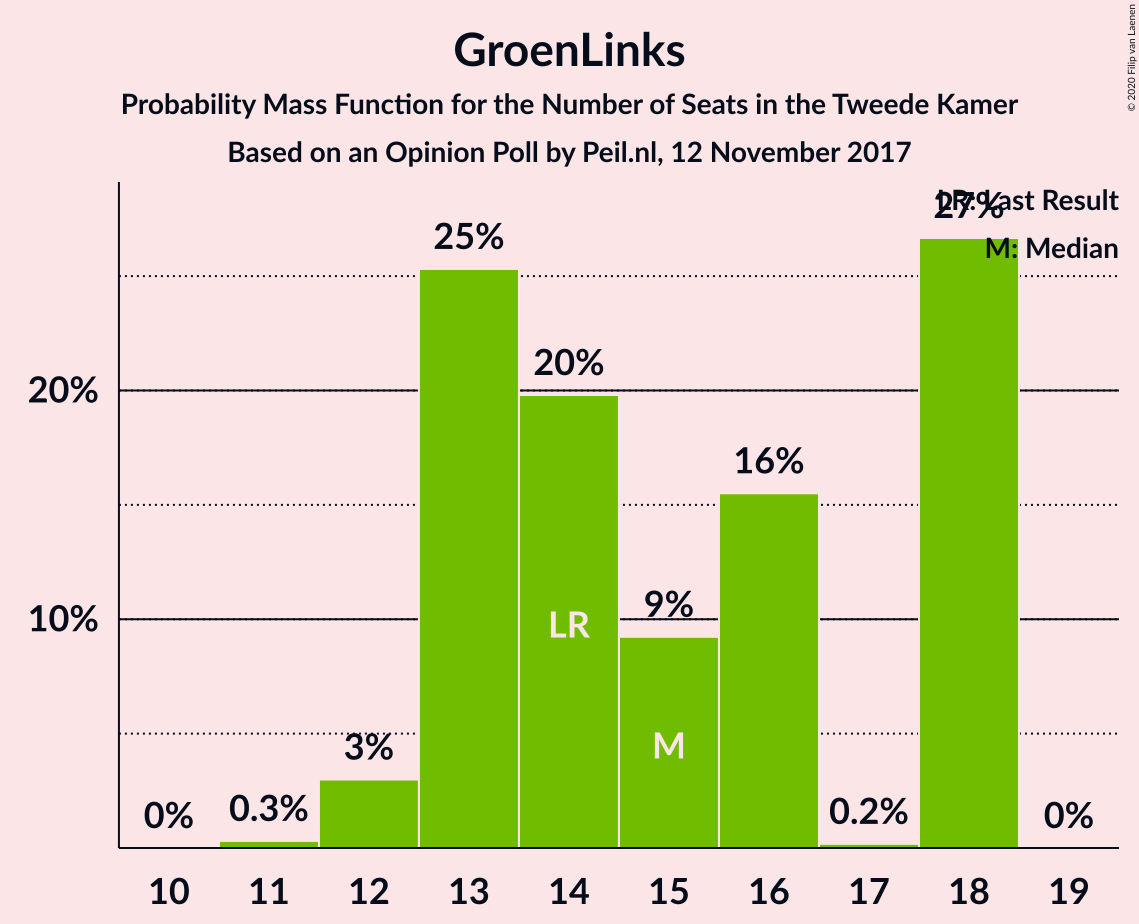 GroenLinks
Probability Mass Function for the Number of Seats in the Tweede Kamer
Based on an Opinion Poll by Peil.nl, 12 November 2017
© 2020 Filip van Laenen
LR: Last Result
M: Median
27%
25%
20%
20%
16%
10%
9%
LR
M
3%
0%
0.3%
0.2%
0%
10 11 12 13 14 15 16 17 18 19